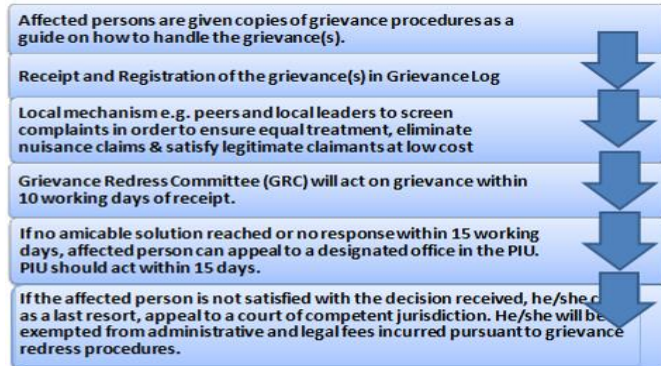 Affected persons are given copies of grievance procedures as a
guide on how to handle the grievance(s).
Receipt and Registration of the grievance(s) in Grievance Log
Local mechanism e.g. peers and local leaders to screen
complaints in order to ensure equal treatment, eliminate
nuisance claims & satisfy legitimate claimants at low cost
Grievance Redress Committee (GRC) will act on grievance within
10 working days of receipt.
If no amicable solution reached or no response within 15 working
days, affected person can appeal to a designated office in the PIU.
PIU should act within 15 days.
If the affected person is not satisfied with the decision received, he/she
as a last resort, appeal to a court of competent jurisdiction. He/she will be
exempted from administrative and legal fees incurred pursuant to grievance
redress procedures.